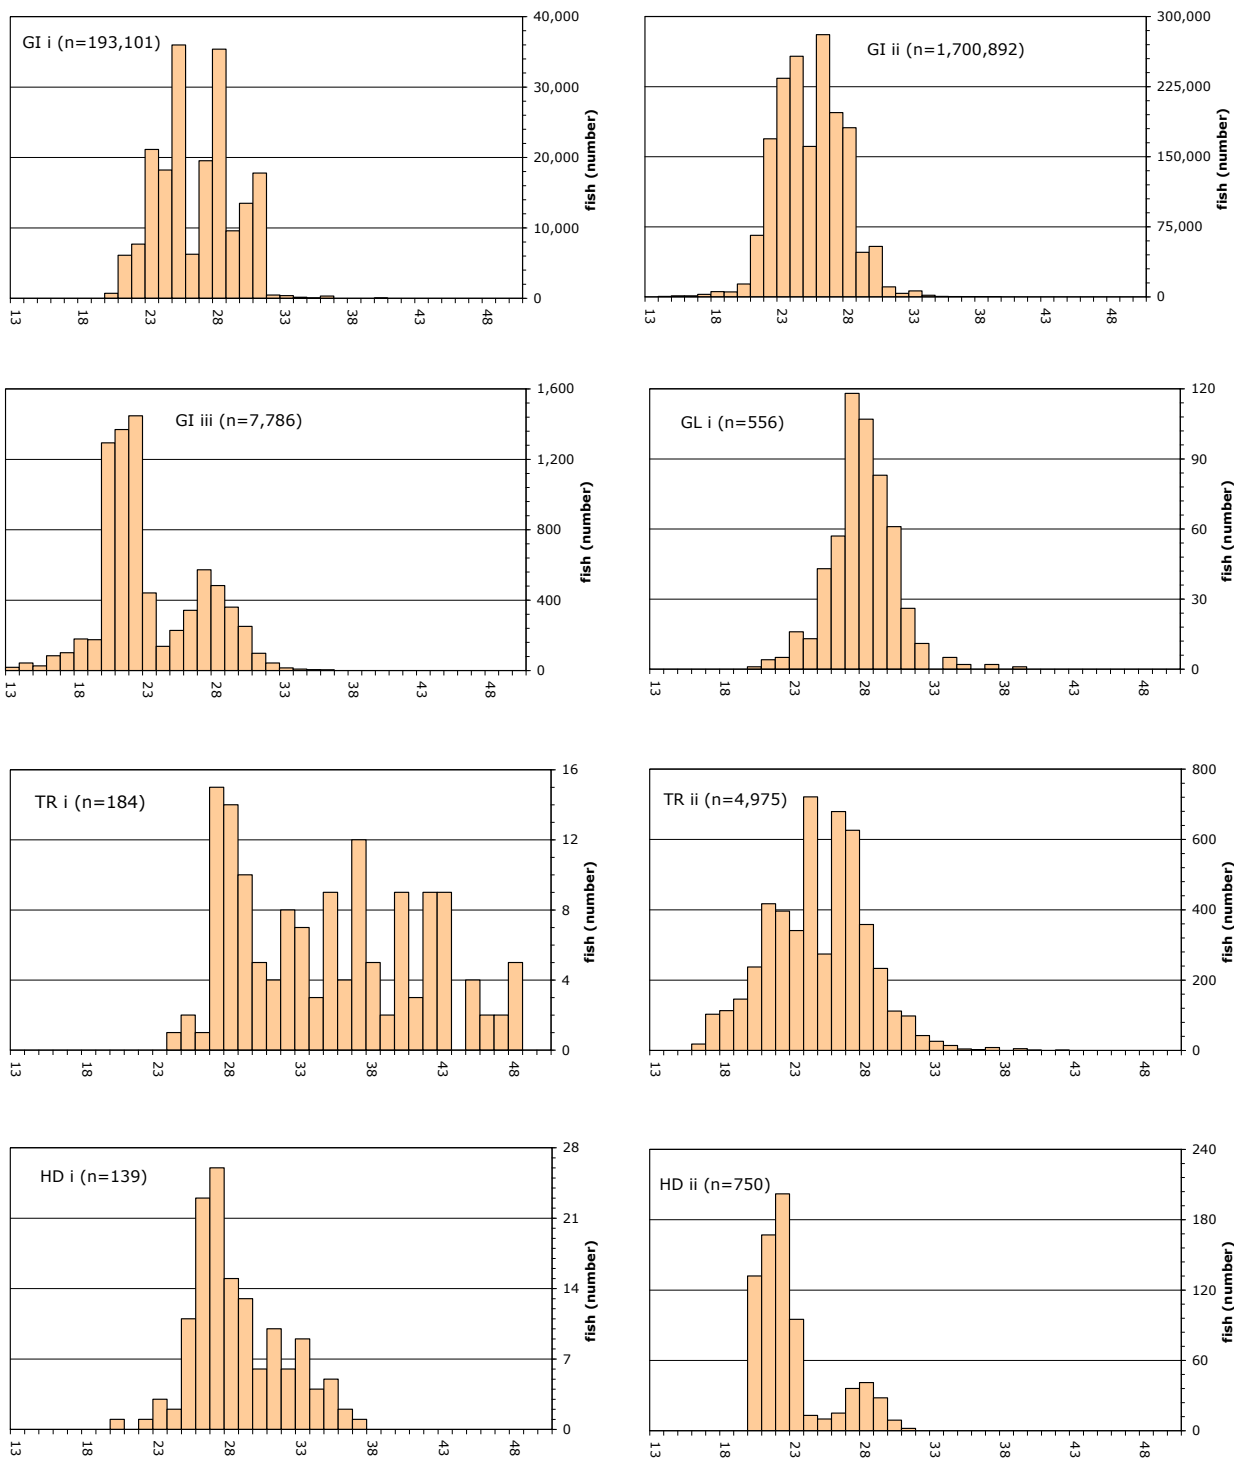 GI i (n=193,101)
40,000
30,000
20,000
10,000
0
fish (number)
13 18 23 28 33 38 43 48
GI ii (n=1,700,892)
300,000
225,000
150,000
75,000
0
fish (number)
13 18 23 28 33 38 43 48
GI iii (n=7,786)
1,600
1,200
800
400
0
fish (number)
13 18 23 28 33 38 43 48
GL i (n=556)
120
90
60
30
0
fish (number)
13 18 23 28 33 38 43 48
TR i (n=184)
16
12
8
4
0
fish (number)
13 18 23 28 33 38 43 48
TR ii (n=4,975)
800
600
400
200
0
fish (number)
13 18 23 28 33 38 43 48
HD i (n=139)
28
21
14
7
0
fish (number)
13 18 23 28 33 38 43 48
HD ii (n=750)
240
180
120
60
0
fish (number)
13 18 23 28 33 38 43 48